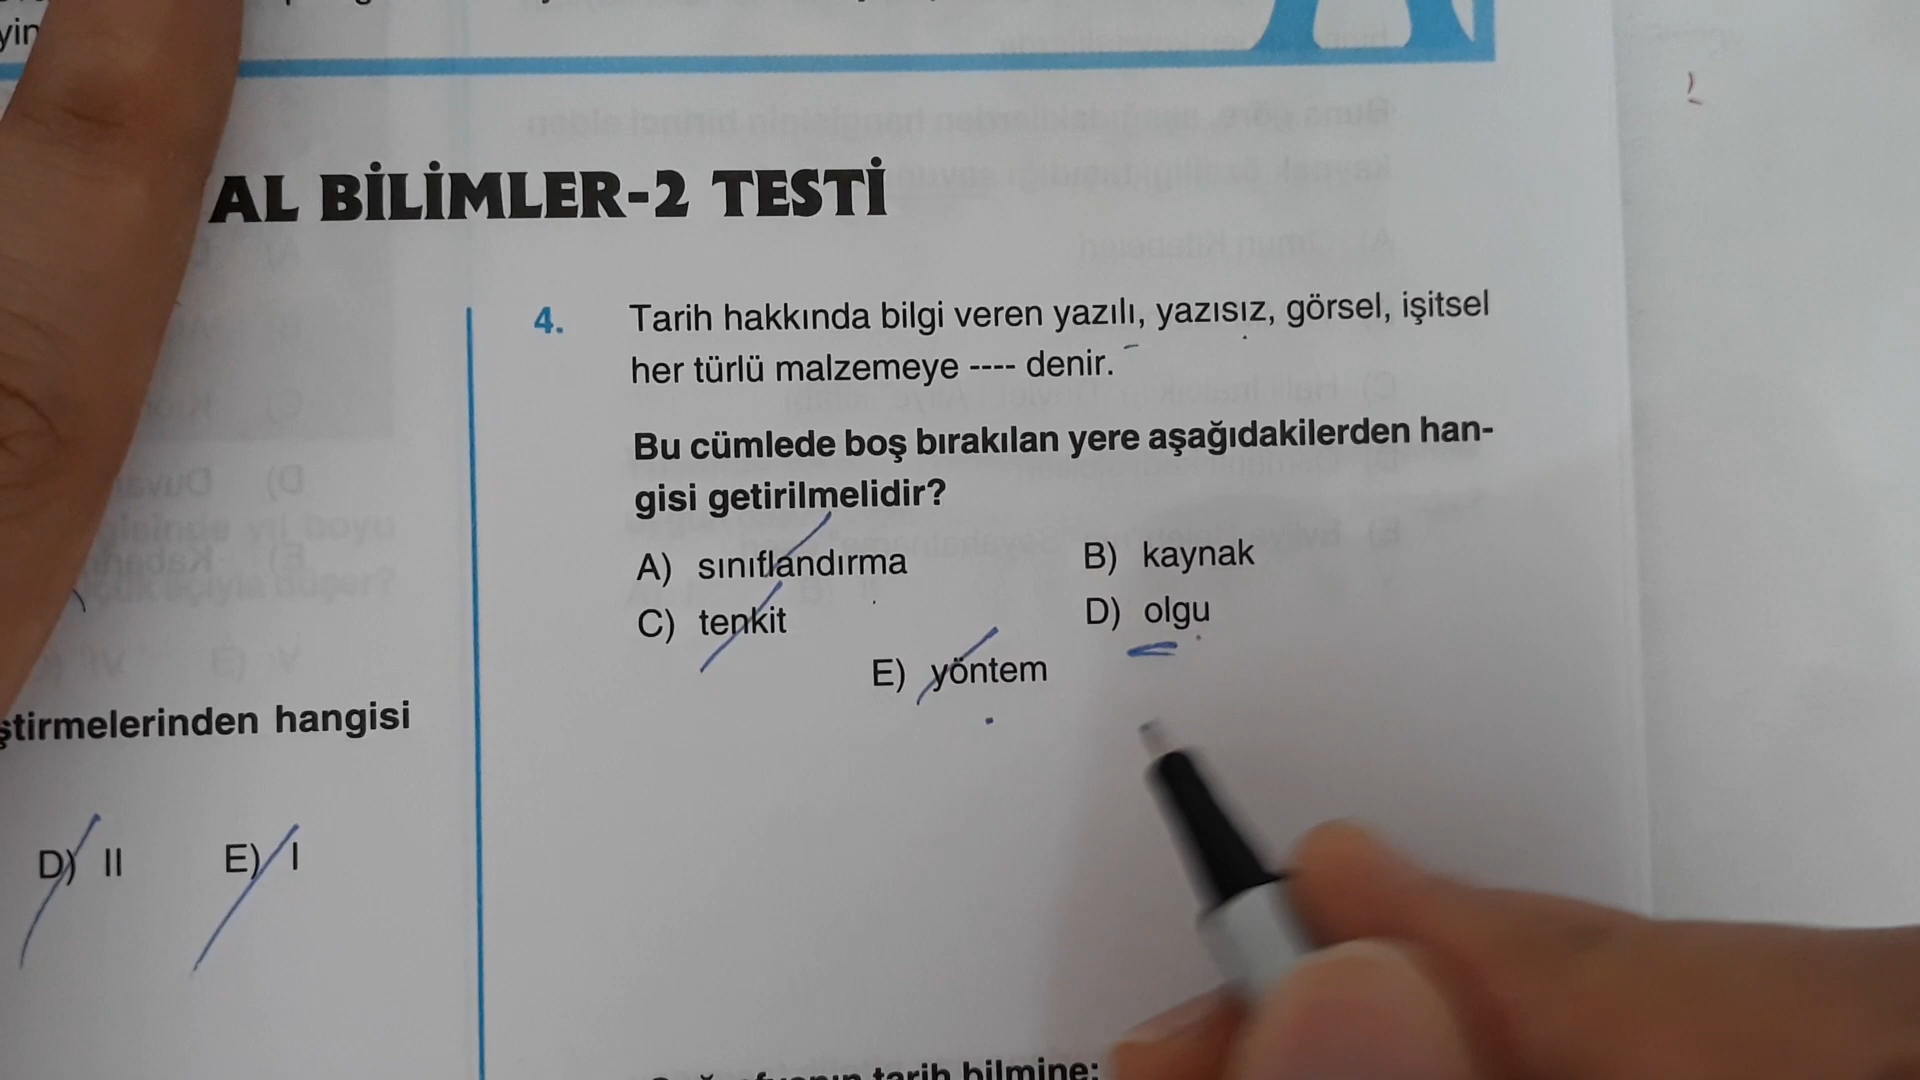 yin
AL BİLİMLER-2 TESTİ
ştirmelerinden hangisi
D) II E) I
4. Tarih hakkında bilgi veren yazılı, yazısız, görsel, işitsel
her türlü malzemeye ---- denir.
Bu cümlede boş bırakılan yere aşağıdakilerden han-
gisi getirilmelidir?
A) sınıflandırma B) kaynak
C) tenkit D) olgu
E) yöntem
tarih bilmine: